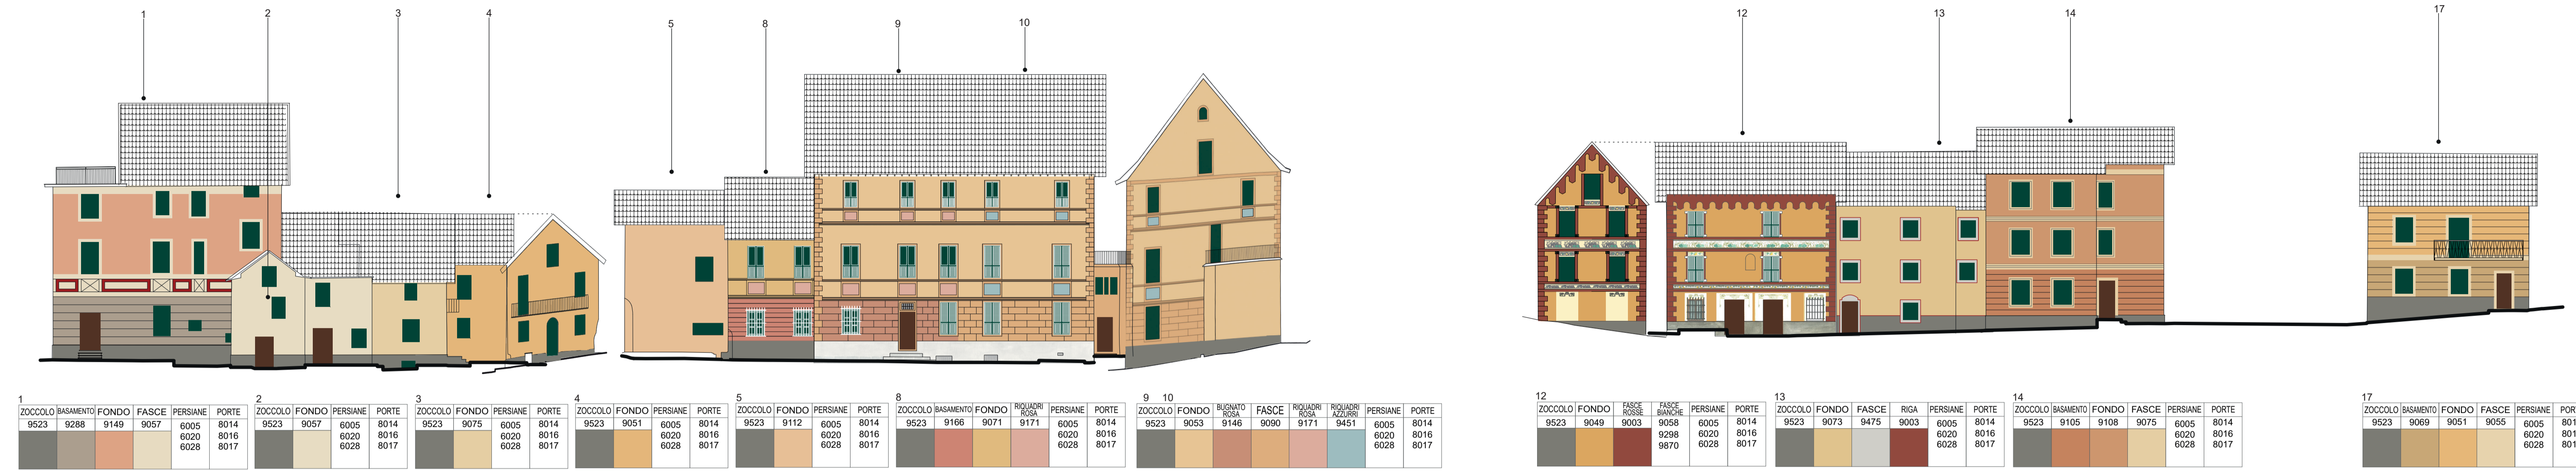 1
2
3
4
5
8
9
10
12
13
14
17
1
ZOCCOLO BASAMENTO FONDO FASCE PERSIANE PORTE
9523 9288 9149 9057 6005 8014
6020 8016
6028 8017
2
ZOCCOLO FONDO PERSIANE PORTE
9523 9057 6005 8014
6020 8016
6028 8017
3
ZOCCOLO FONDO PERSIANE PORTE
9523 9075 6005 8014
6020 8016
6028 8017
4
ZOCCOLO FONDO PERSIANE PORTE
9523 9051 6005 8014
6020 8016
6028 8017
5
ZOCCOLO FONDO PERSIANE PORTE
9523 9112 6005 8014
6020 8016
6028 8017
8
ZOCCOLO BASAMENTO FONDO RIQUADRI ROSA PERSIANE PORTE
9523 9166 9071 9171 6005 8014
6020 8016
6028 8017
9 10
ZOCCOLO FONDO BUGNATO ROSA FASCE RIQUADRI ROSA RIQUADRI AZZURRI PERSIANE PORTE
9523 9053 9146 9090 9171 9451 6005 8014
6020 8016
6028 8017
12
ZOCCOLO FONDO FASCE ROSSE FASCE BIANCHE PERSIANE PORTE
9523 9049 9003 9058 6005 8014
9298 6020 8016
9870 6028 8017
13
ZOCCOLO FONDO FASCE RIGA PERSIANE PORTE
9523 9073 9475 9003 6005 8014
6020 8016
6028 8017
14
ZOCCOLO BASAMENTO FONDO FASCE PERSIANE PORTE
9523 9105 9108 9075 6005 8014
6020 8016
6028 8017
17
ZOCCOLO BASAMENTO FONDO FASCE PERSIANE
9523 9069 9051 9055 6005
6020
6028